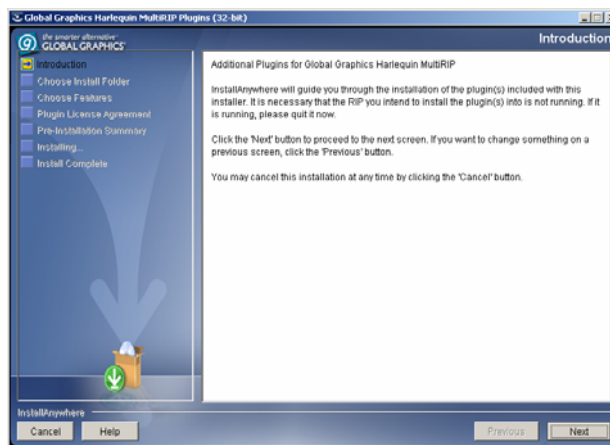 Global Graphics Harlequin MultiRIP Plugins (32-bit)
the smarter alternative™
GLOBAL GRAPHICS®
Introduction
Introduction
Choose Install Folder
Choose Features
Plugin License Agreement
Pre-Installation Summary
Installing...
Install Complete
Additional Plugins for Global Graphics Harlequin MultiRIP
InstallAnywhere will guide you through the installation of the plugin(s) included with this
installer. It is necessary that the RIP you intend to install the plugin(s) into is not running. If it
is running, please quit it now.
Click the 'Next' button to proceed to the next screen. If you want to change something on a
previous screen, click the 'Previous' button.
You may cancel this installation at any time by clicking the 'Cancel' button.
InstallAnywhere
Cancel
Help
Previous
Next